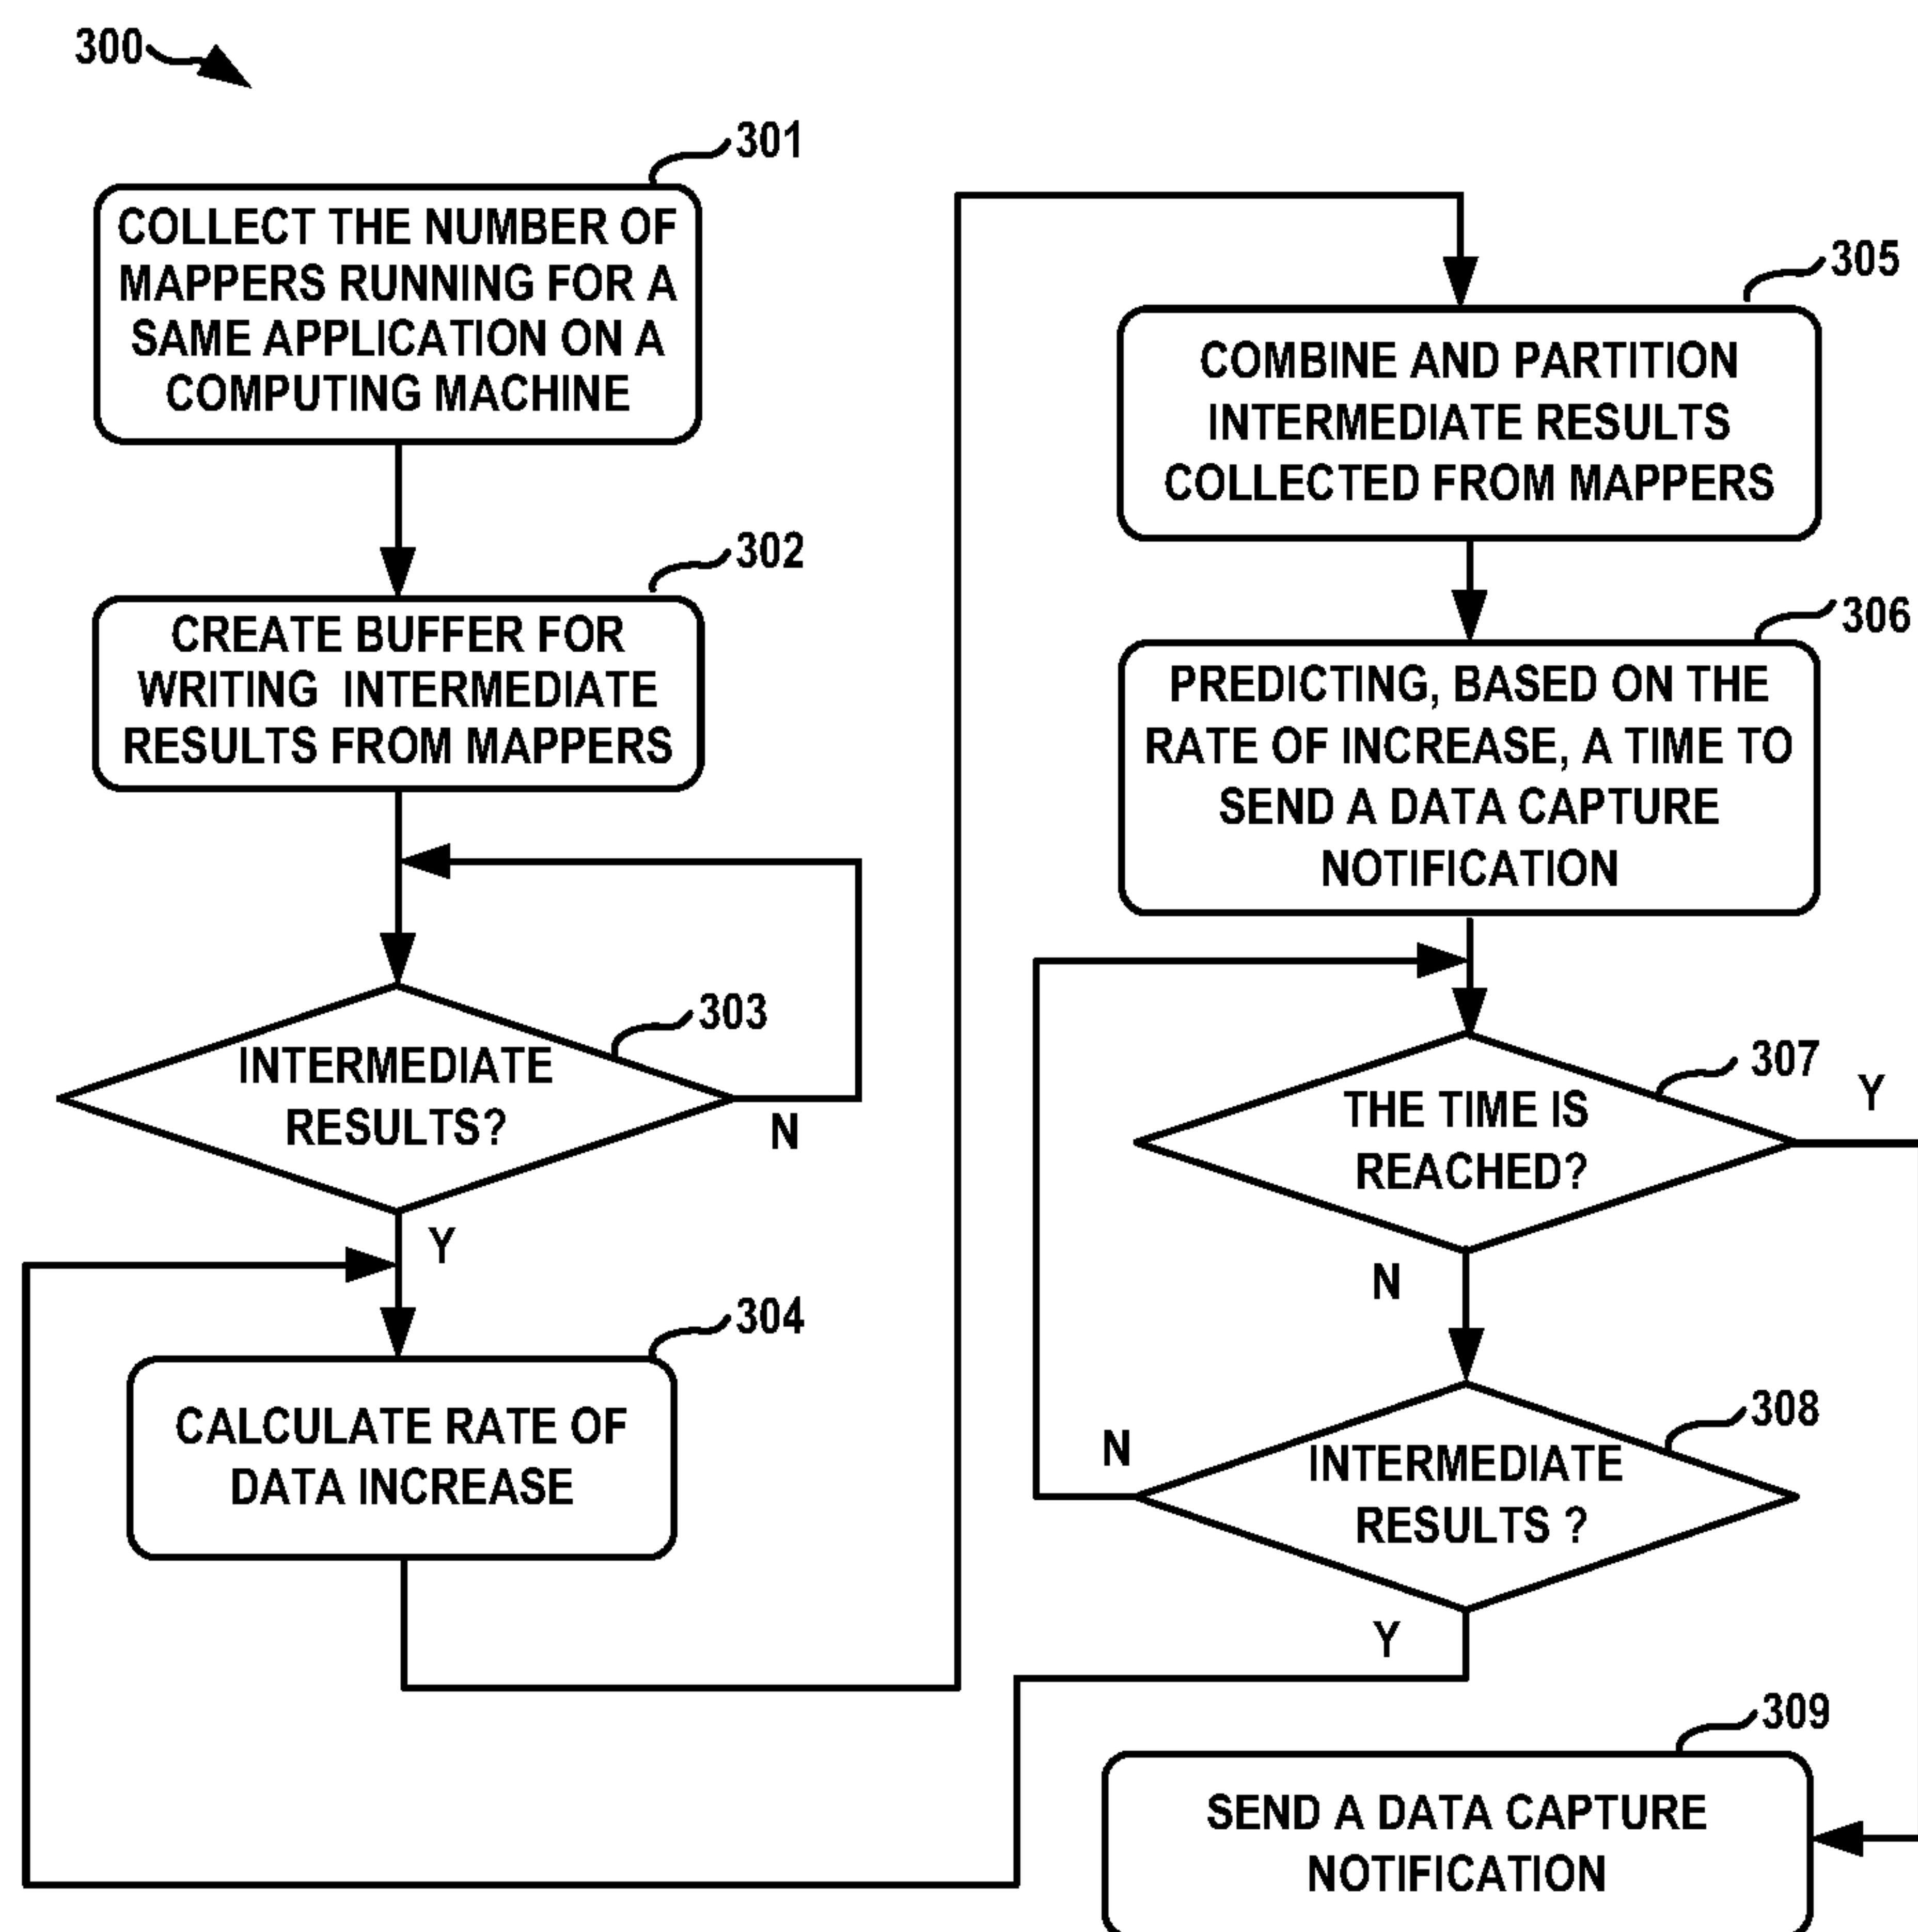 300
301
COLLECT THE NUMBER OF
MAPPERS RUNNING FOR A
SAME APPLICATION ON A
COMPUTING MACHINE
302
CREATE BUFFER FOR
WRITING INTERMEDIATE
RESULTS FROM MAPPERS
303
INTERMEDIATE
RESULTS?
N
Y
304
CALCULATE RATE OF
DATA INCREASE
305
COMBINE AND PARTITION
INTERMEDIATE RESULTS
COLLECTED FROM MAPPERS
306
PREDICTING, BASED ON THE
RATE OF INCREASE, A TIME TO
SEND A DATA CAPTURE
NOTIFICATION
307
THE TIME IS
REACHED?
Y
N
308
INTERMEDIATE
RESULTS ?
N
Y
309
SEND A DATA CAPTURE
NOTIFICATION